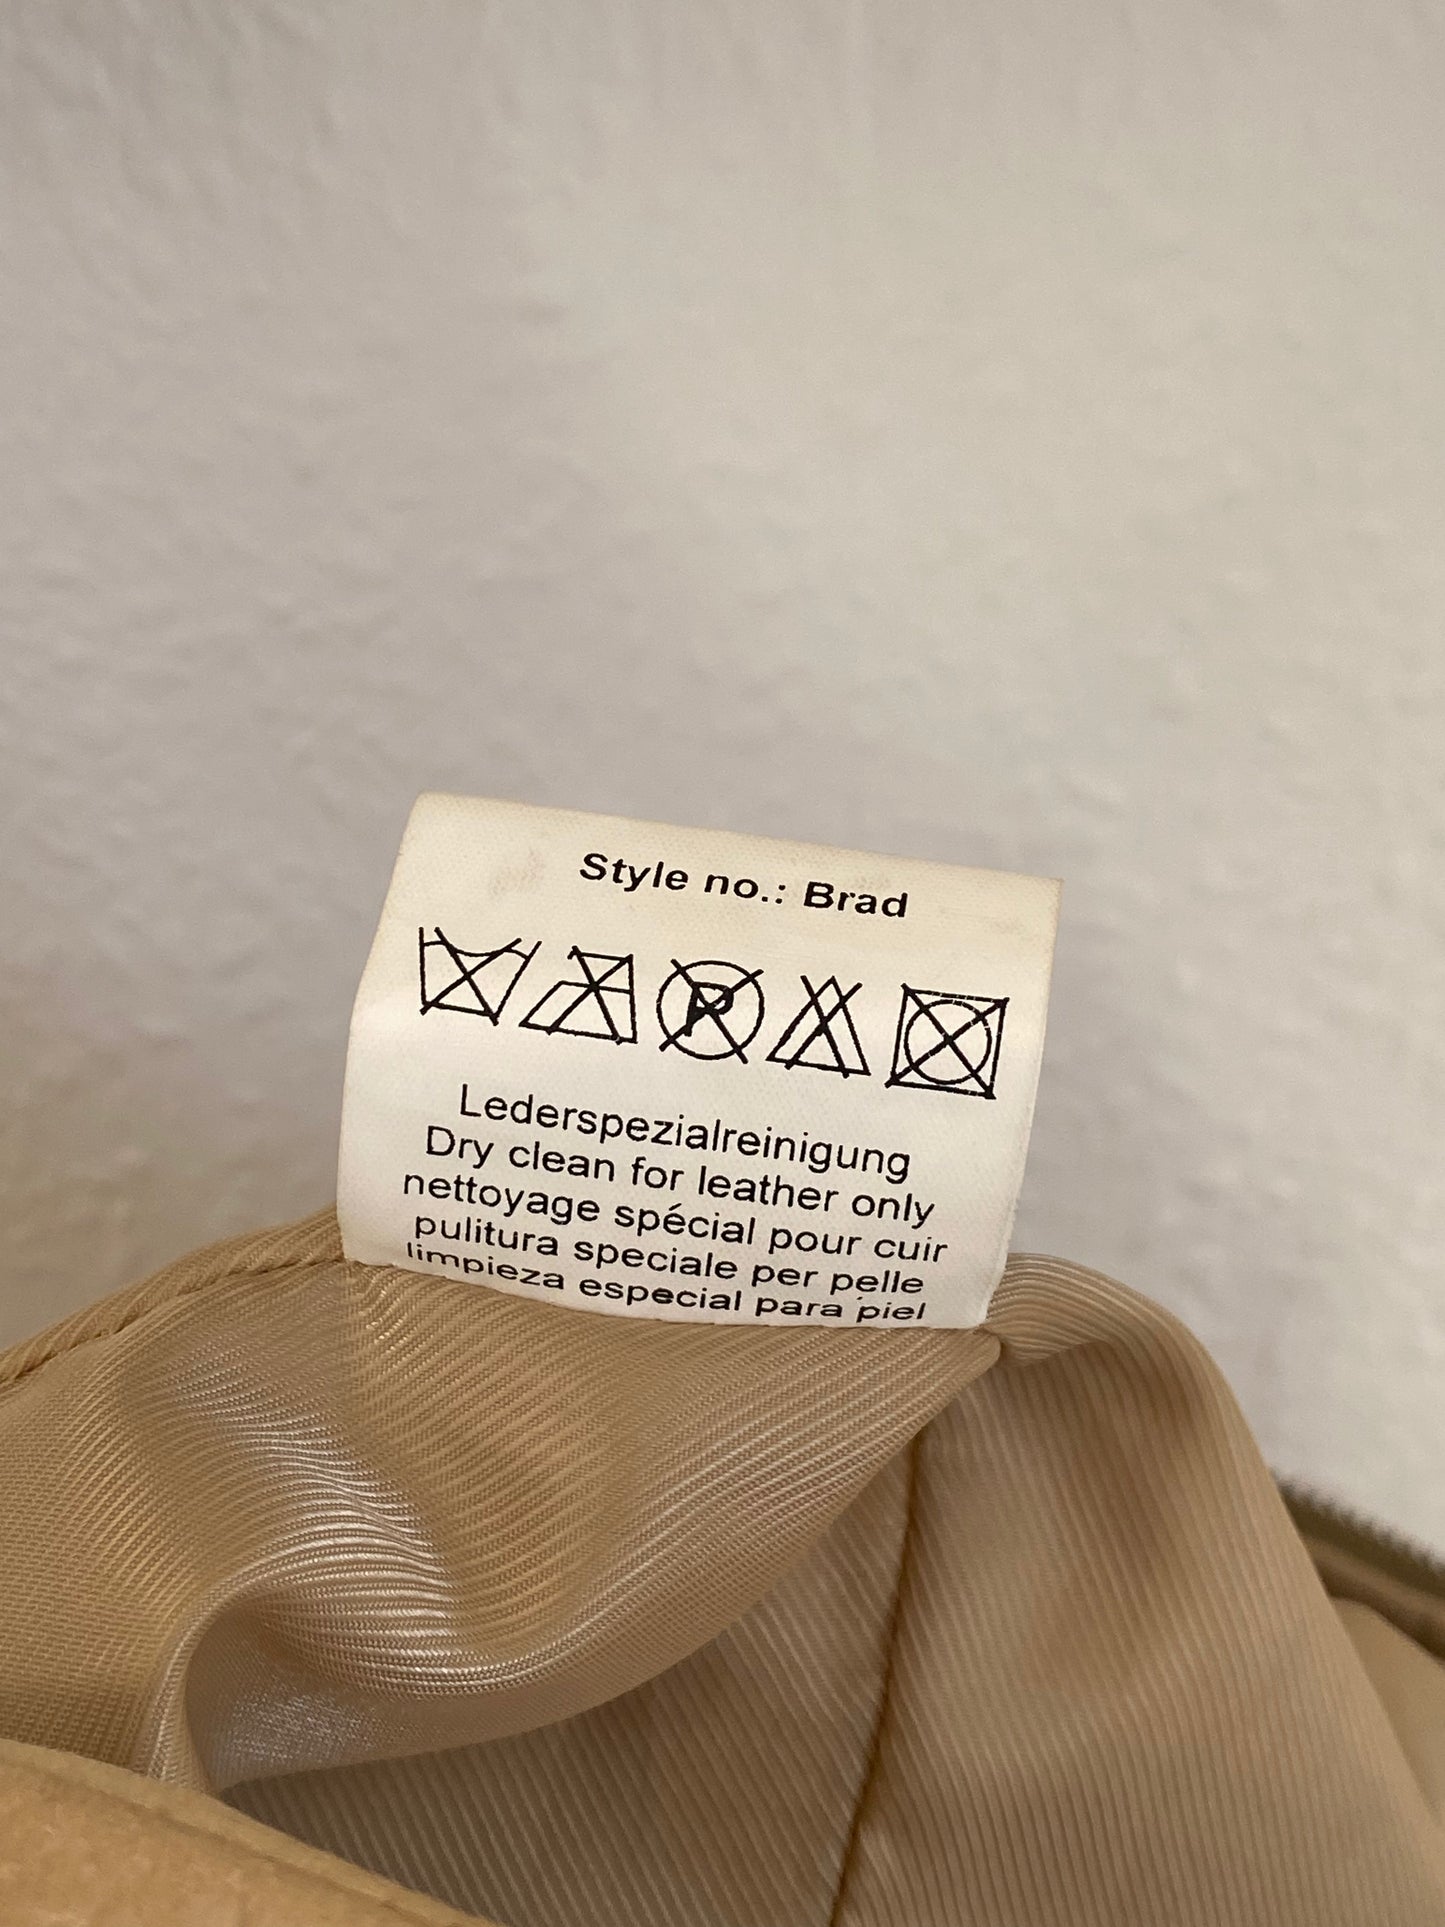 Style no.: Brad
P
Lederspezialreinigung
Dry clean for leather only
nettoyage spécial pour cuir
pulitura speciale per pelle
limpieza especial para piel